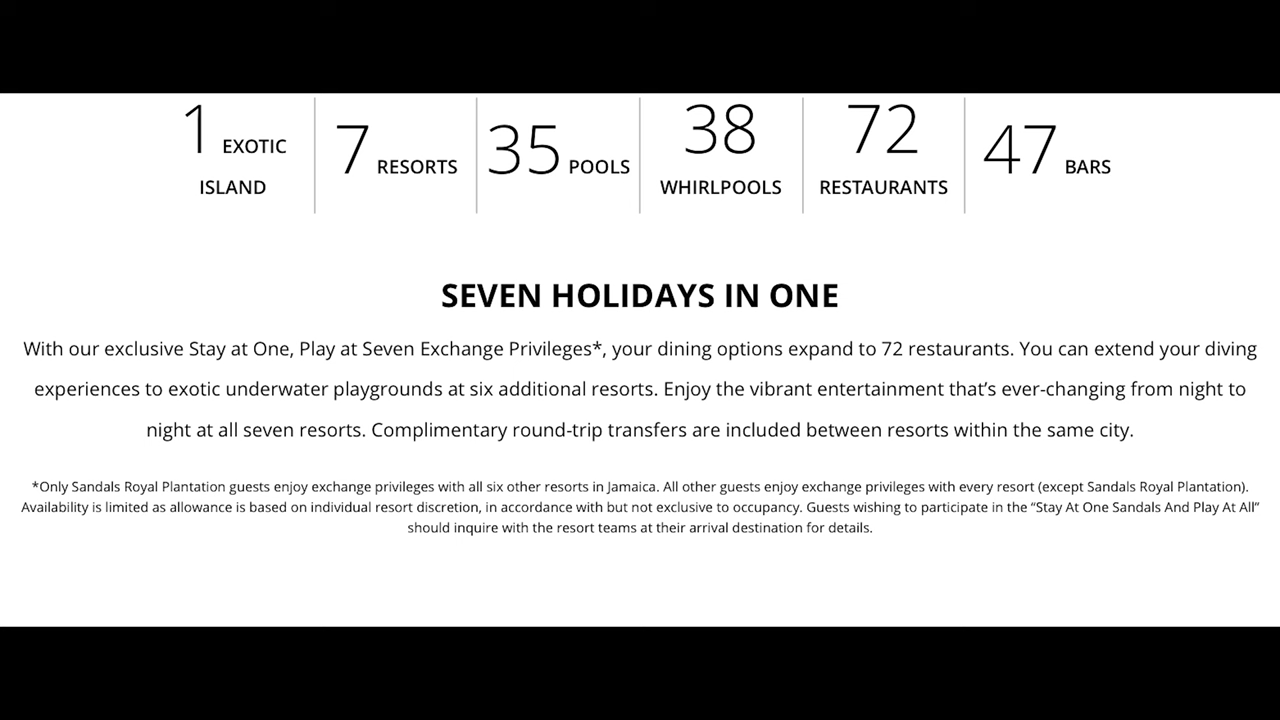 1 EXOTIC
ISLAND
7 RESORTS
35 POOLS
38
WHIRLPOOLS
72
RESTAURANTS
47 BARS
SEVEN HOLIDAYS IN ONE
With our exclusive Stay at One, Play at Seven Exchange Privileges*, your dining options expand to 72 restaurants. You can extend your diving
experiences to exotic underwater playgrounds at six additional resorts. Enjoy the vibrant entertainment that’s ever-changing from night to
night at all seven resorts. Complimentary round-trip transfers are included between resorts within the same city.
*Only Sandals Royal Plantation guests enjoy exchange privileges with all six other resorts in Jamaica. All other guests enjoy exchange privileges with every resort (except Sandals Royal Plantation).
Availability is limited as allowance is based on individual resort discretion, in accordance with but not exclusive to occupancy. Guests wishing to participate in the “Stay At One Sandals And Play At All”
should inquire with the resort teams at their arrival destination for details.